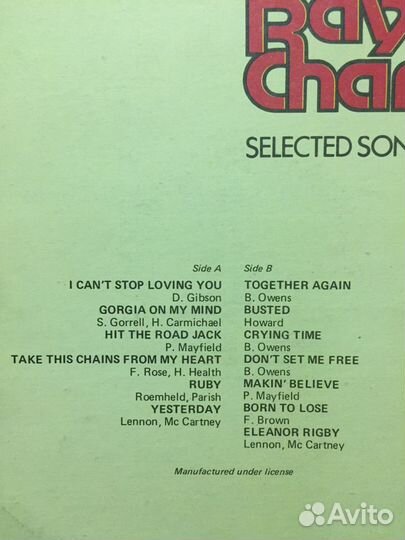 Ray
Char
SELECTED SON
Side A
I CAN'T STOP LOVING YOU
D. Gibson
GORGIA ON MY MIND
S. Gorrell, H. Carmichael
HIT THE ROAD JACK
P. Mayfield
TAKE THIS CHAINS FROM MY HEART
F. Rose, H. Health
RUBY
Roemheld, Parish
YESTERDAY
Lennon, Mc Cartney
Side B
TOGETHER AGAIN
B. Owens
BUSTED
Howard
CRYING TIME
B. Owens
DON'T SET ME FREE
B. Owens
MAKIN' BELIEVE
P. Mayfield
BORN TO LOSE
F. Brown
ELEANOR RIGBY
Lennon, Mc Cartney
Manufactured under license
Avito